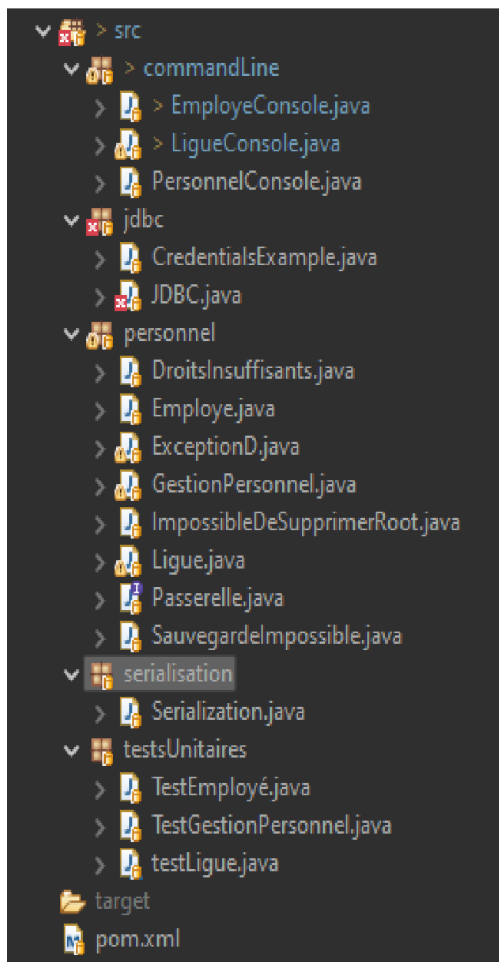 > src
> commandLine
> EmployeConsole.java
> LigueConsole.java
PersonnelConsole.java
jdbc
CredentialsExample.java
JDBC.java
personnel
DroitsInsuffisants.java
Employe.java
ExceptionD.java
GestionPersonnel.java
ImpossibleDeSupprimerRoot.java
Ligue.java
Passerelle.java
SauvegardeImpossible.java
serialisation
Serialization.java
testsUnitaires
TestEmployé.java
TestGestionPersonnel.java
testLigue.java
target
pom.xml